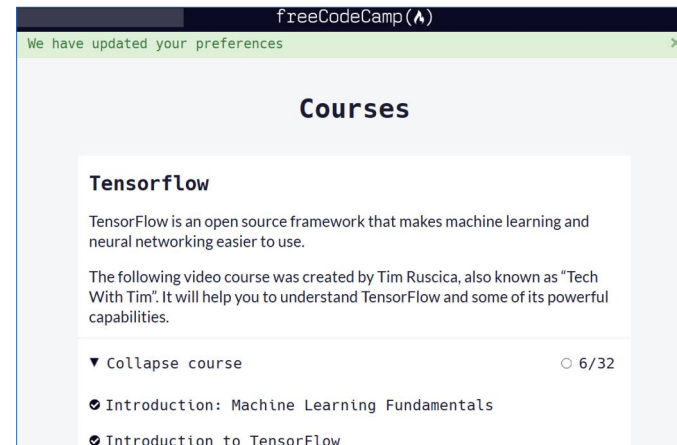 freeCodeCamp(🔥)
We have updated your preferences ×
Courses
Tensorflow
TensorFlow is an open source framework that makes machine learning and
neural networking easier to use.
The following video course was created by Tim Ruscica, also known as “Tech
With Tim”. It will help you to understand TensorFlow and some of its powerful
capabilities.
▼ Collapse course 6/32
Introduction: Machine Learning Fundamentals
Introduction to TensorFlow